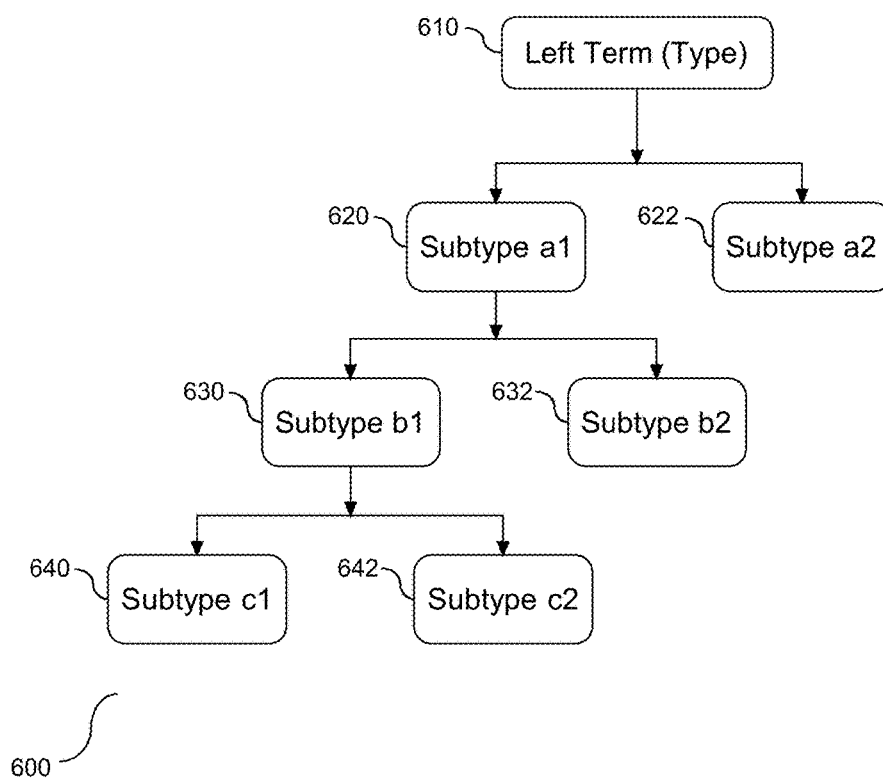 610
Left Term (Type)
620
Subtype a1
622
Subtype a2
630
Subtype b1
632
Subtype b2
640
Subtype c1
642
Subtype c2
600